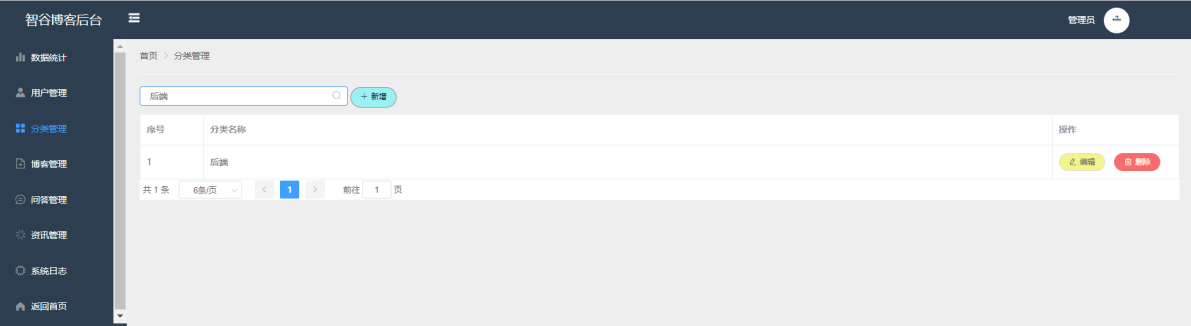 智谷博客后台
管理员
数据统计
用户管理
分类管理
博客管理
问答管理
资讯管理
系统日志
返回首页
首页 > 分类管理
后端
+ 新增
序号 分类名称 操作
1 后端 编辑 删除
共 1 条 6条/页 < 1 > 前往 1 页